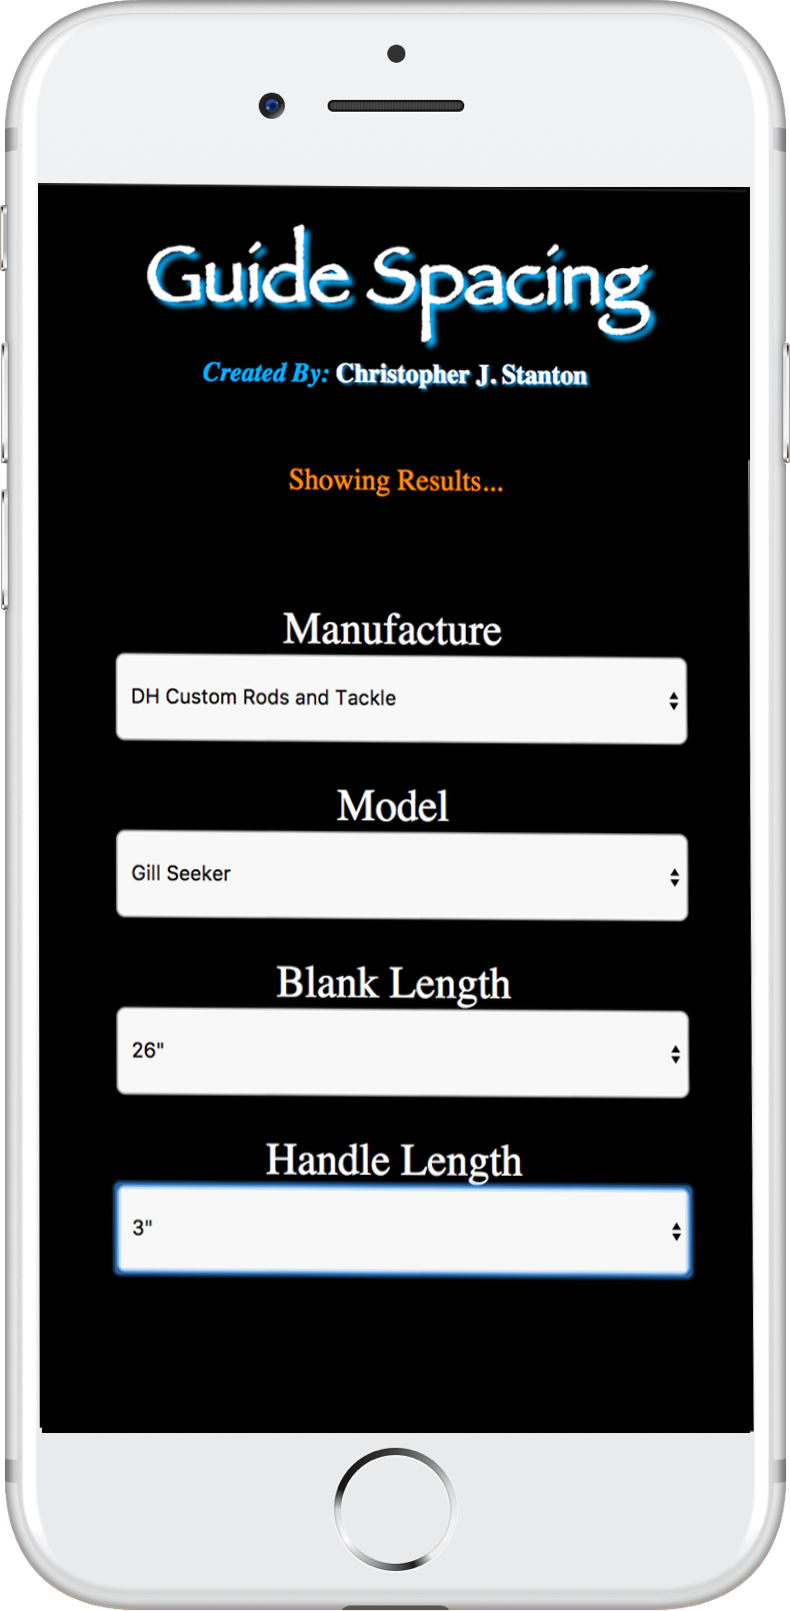 Guide Spacing
Created By: Christopher J. Stanton
Showing Results...
Manufacture
DH Custom Rods and Tackle
Model
Gill Seeker
Blank Length
26"
Handle Length
3"